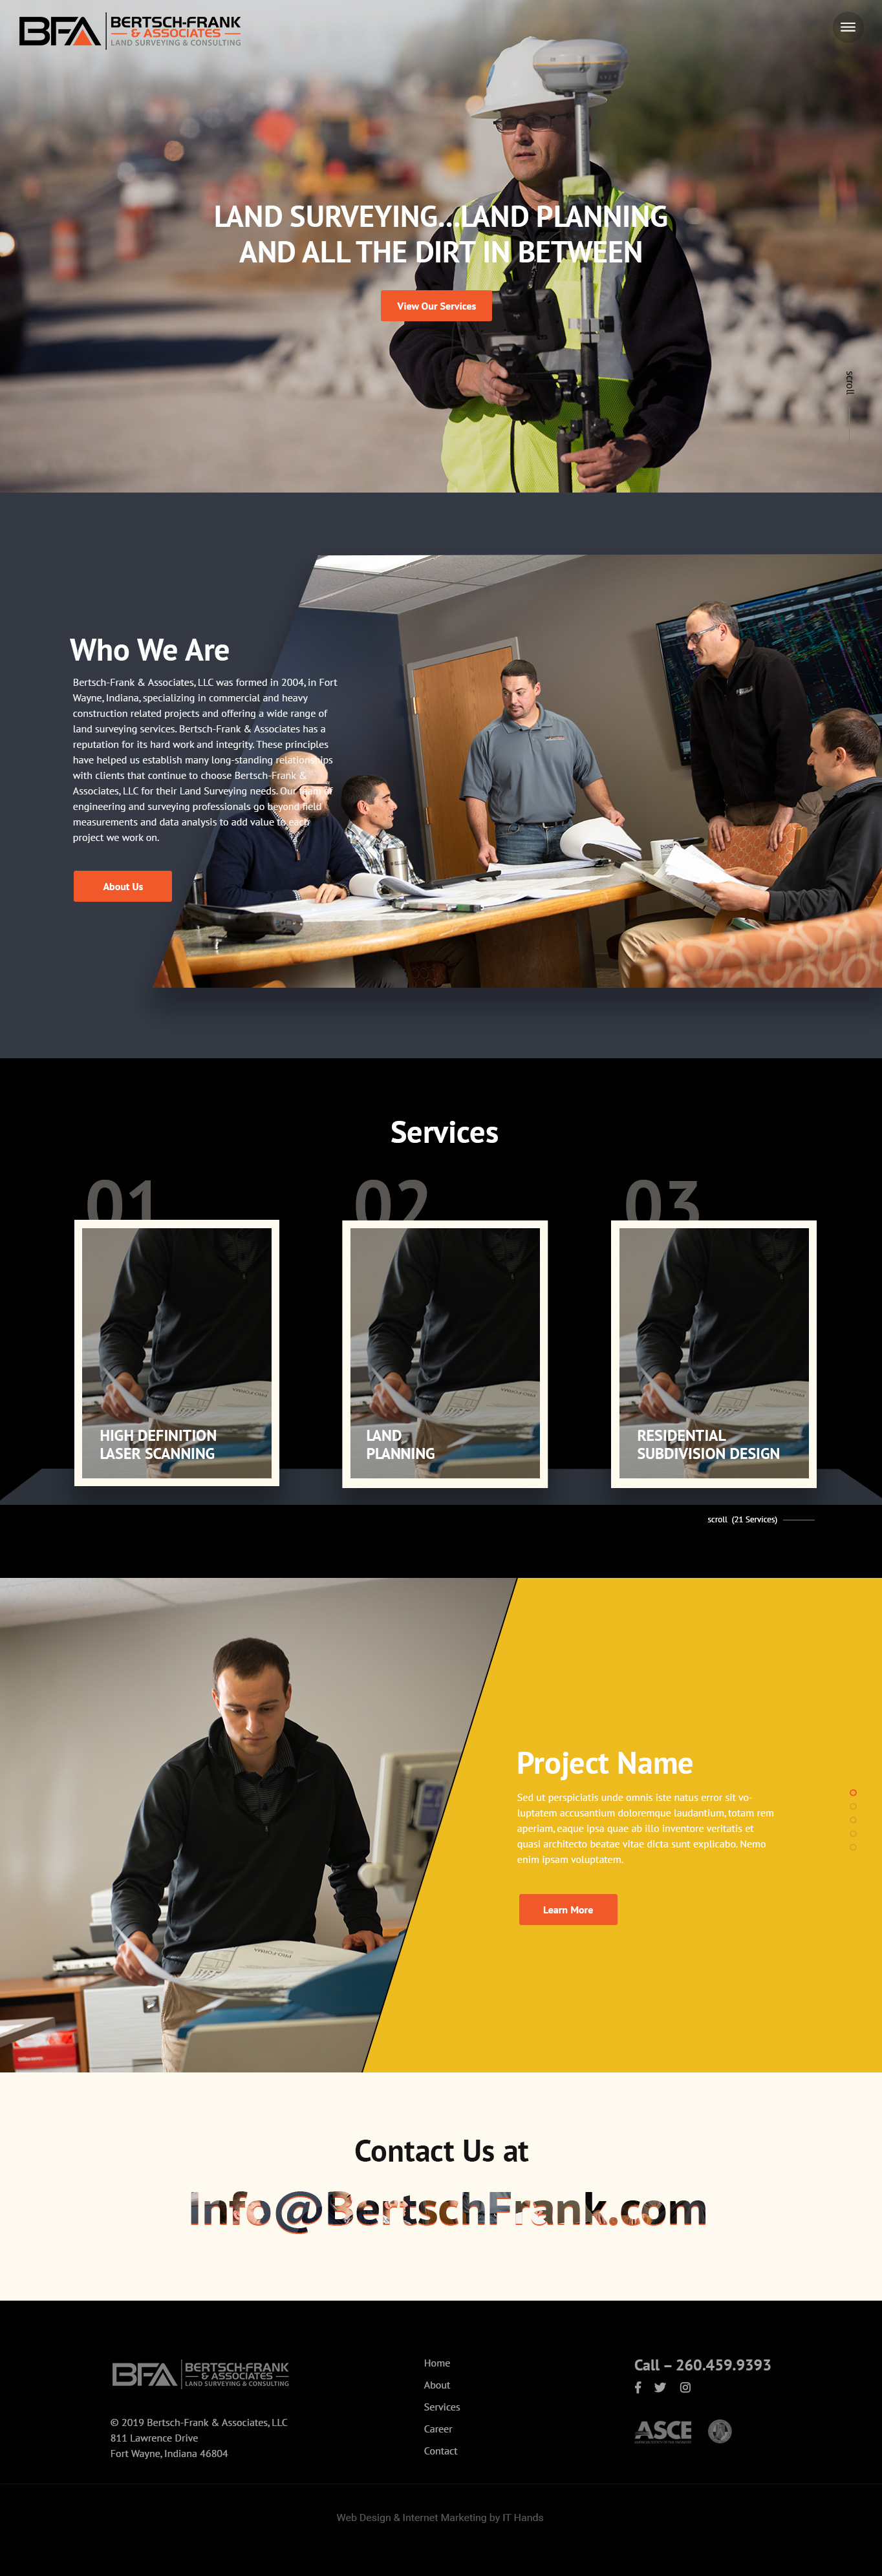 BFA
BERTSCH-FRANK
& ASSOCIATES
LAND SURVEYING & CONSULTING
LAND SURVEYING...LAND PLANNING
AND ALL THE DIRT IN BETWEEN
View Our Services
scroll
Who We Are
Bertsch-Frank & Associates, LLC was formed in 2004, in Fort
Wayne, Indiana, specializing in commercial and heavy
construction related projects and offering a wide range of
land surveying services. Bertsch-Frank & Associates has a
reputation for its hard work and integrity. These principles
have helped us establish many long-standing relationships
with clients that continue to choose Bertsch-Frank &
Associates, LLC for their Land Surveying needs. Our team of
engineering and surveying professionals go beyond field
measurements and data analysis to add value to each
project we work on.
About Us
Services
01
02
03
PRO-FORMA
PRO-FORMA
PRO-FORMA
HIGH DEFINITION
LASER SCANNING
LAND
PLANNING
RESIDENTIAL
SUBDIVISION DESIGN
scroll (21 Services)
Project Name
Sed ut perspiciatis unde omnis iste natus error sit vo-
luptatem accusantium doloremque laudantium, totam rem
aperiam, eaque ipsa quae ab illo inventore veritatis et
quasi architecto beatae vitae dicta sunt explicabo. Nemo
enim ipsam voluptatem.
Learn More
PRO-FORMA
Contact Us at
Info@BertschFrank.com
BFA
BERTSCH-FRANK
& ASSOCIATES
LAND SURVEYING & CONSULTING
© 2019 Bertsch-Frank & Associates, LLC
811 Lawrence Drive
Fort Wayne, Indiana 46804
Home
About
Services
Career
Contact
Call – 260.459.9393
ASCE
Web Design & Internet Marketing by IT Hands